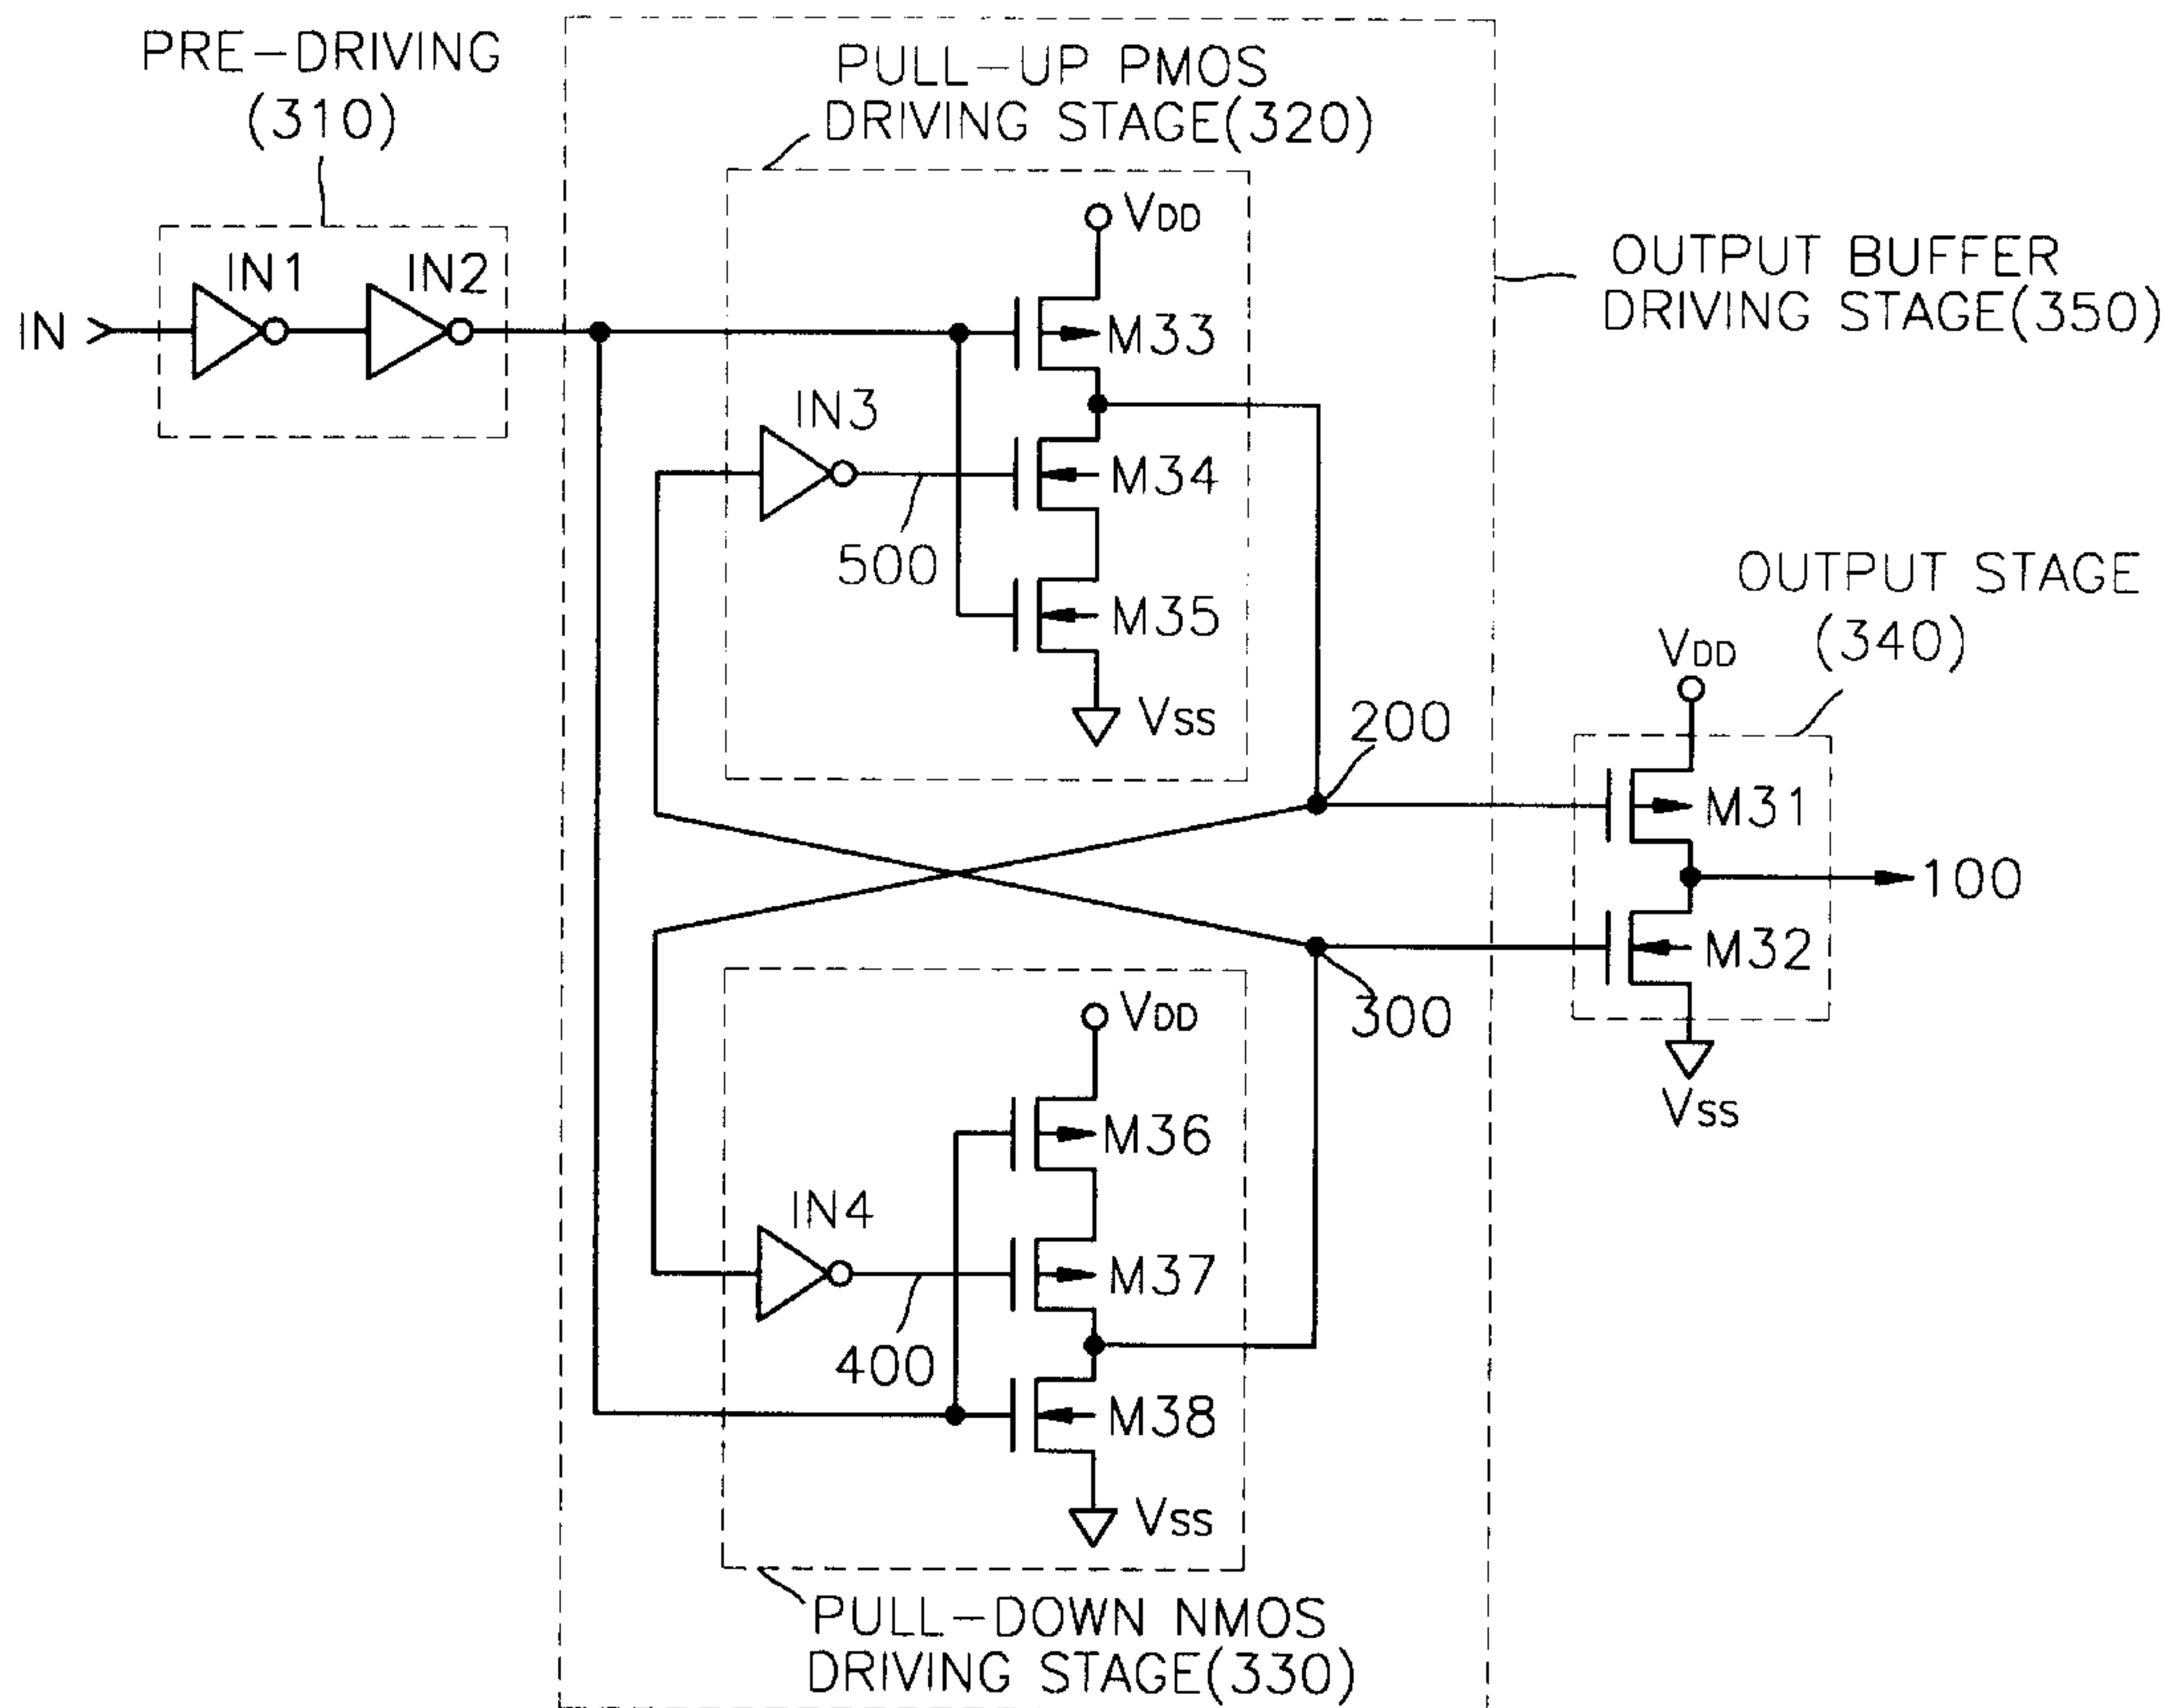 PRE-DRIVING
(310)
PULL-UP PMOS
DRIVING STAGE(320)
OUTPUT BUFFER
DRIVING STAGE(350)
IN
IN1
IN2
VDD
M33
IN3
M34
500
M35
VSS
OUTPUT STAGE
(340)
VDD
200
M31
100
M32
300
VSS
VDD
M36
IN4
M37
400
M38
VSS
PULL-DOWN NMOS
DRIVING STAGE(330)